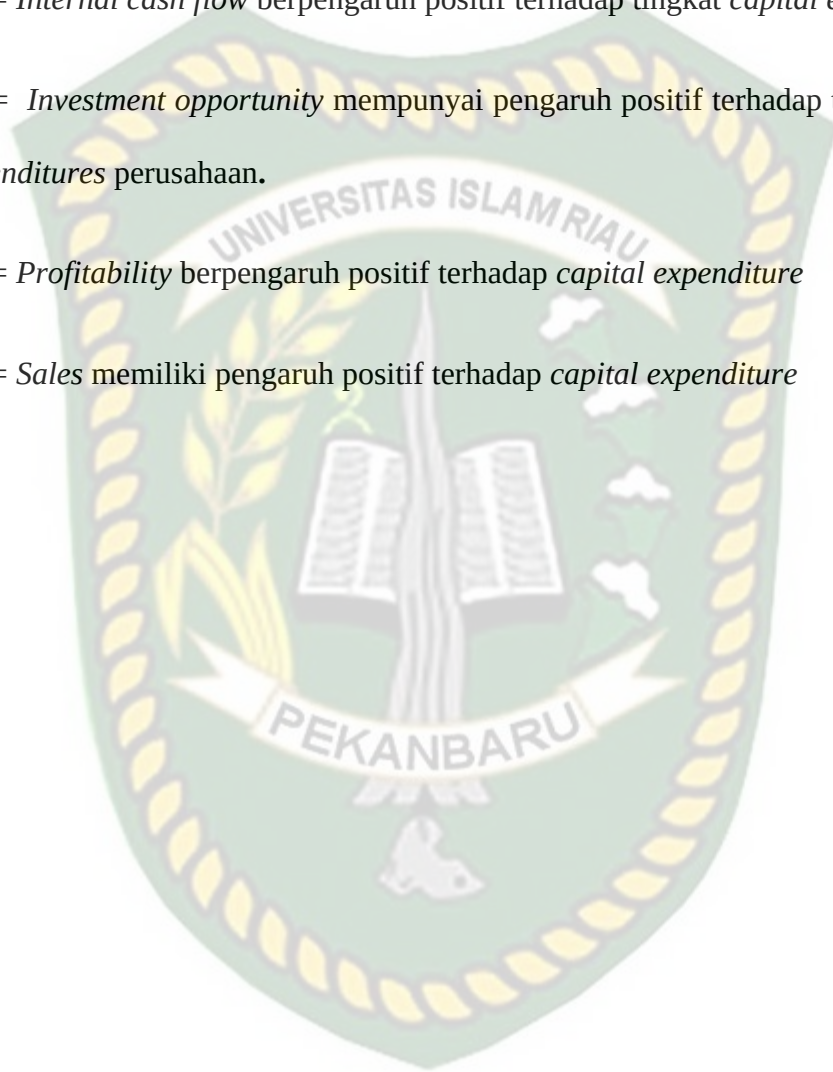 = Internal cash flow berpengaruh positif terhadap tingkat capital
= Investment opportunity mempunyai pengaruh positif terhadap
enditures perusahaan.
= Profitability berpengaruh positif terhadap capital expenditure
= Sales memiliki pengaruh positif terhadap capital expenditure
UNIVERSITAS ISLAM RIAU
PEKANBARU